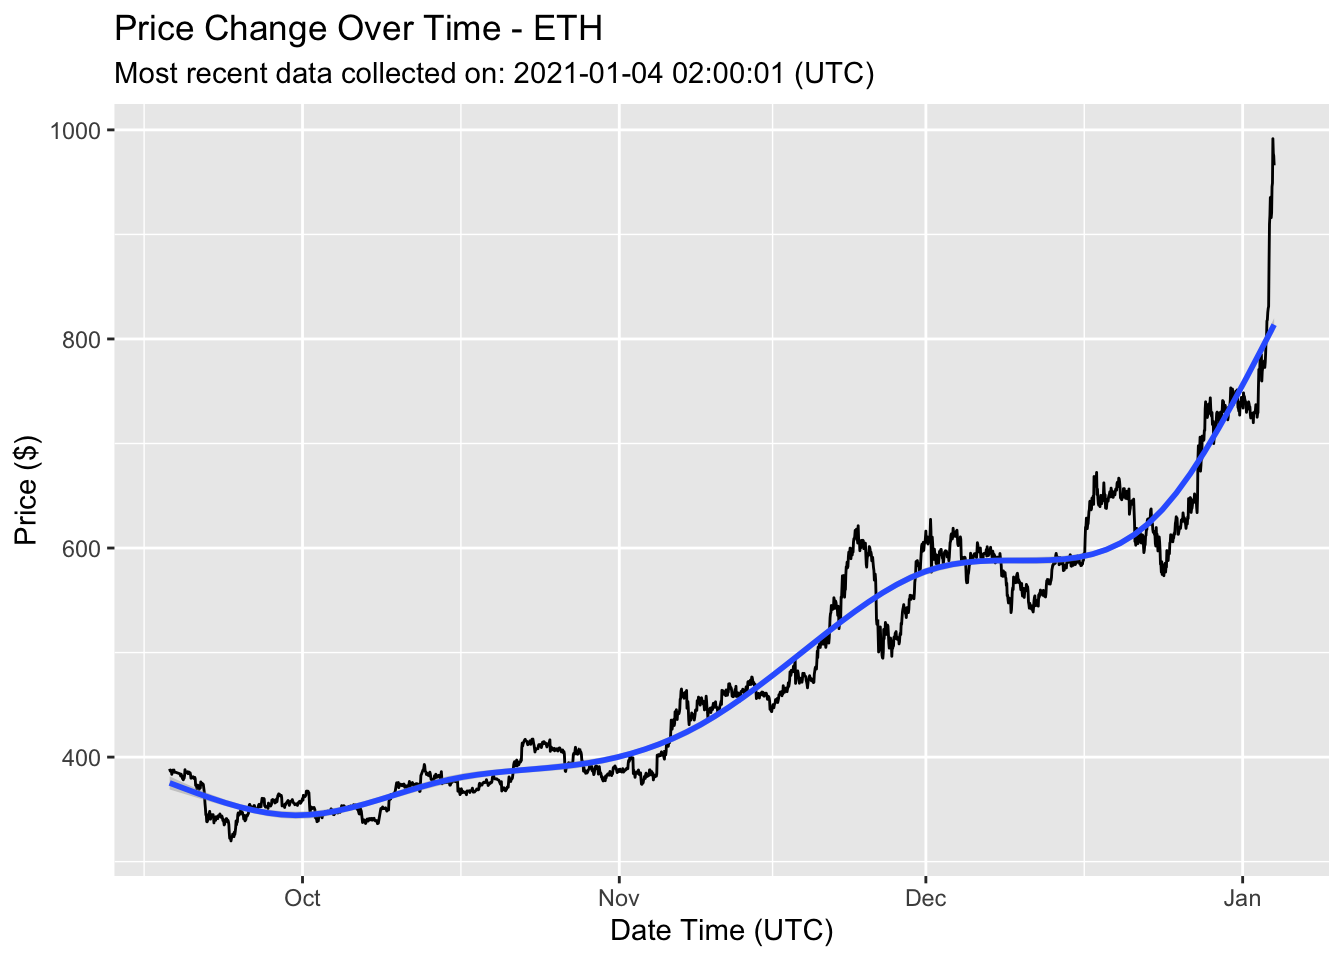 Price Change Over Time - ETH
Most recent data collected on: 2021-01-04 02:00:01 (UTC)
1000
800
600
400
Price ($)
Oct Nov Dec Jan
Date Time (UTC)